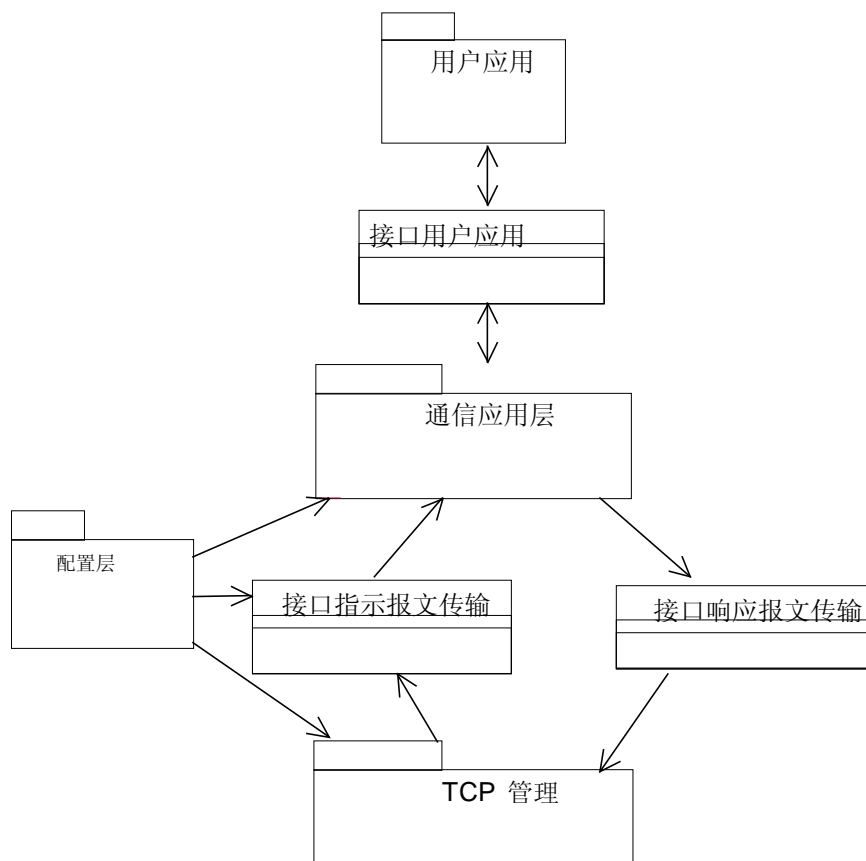 用户应用
接口用户应用
通信应用层
配置层
接口指示报文传输
接口响应报文传输
TCP 管理